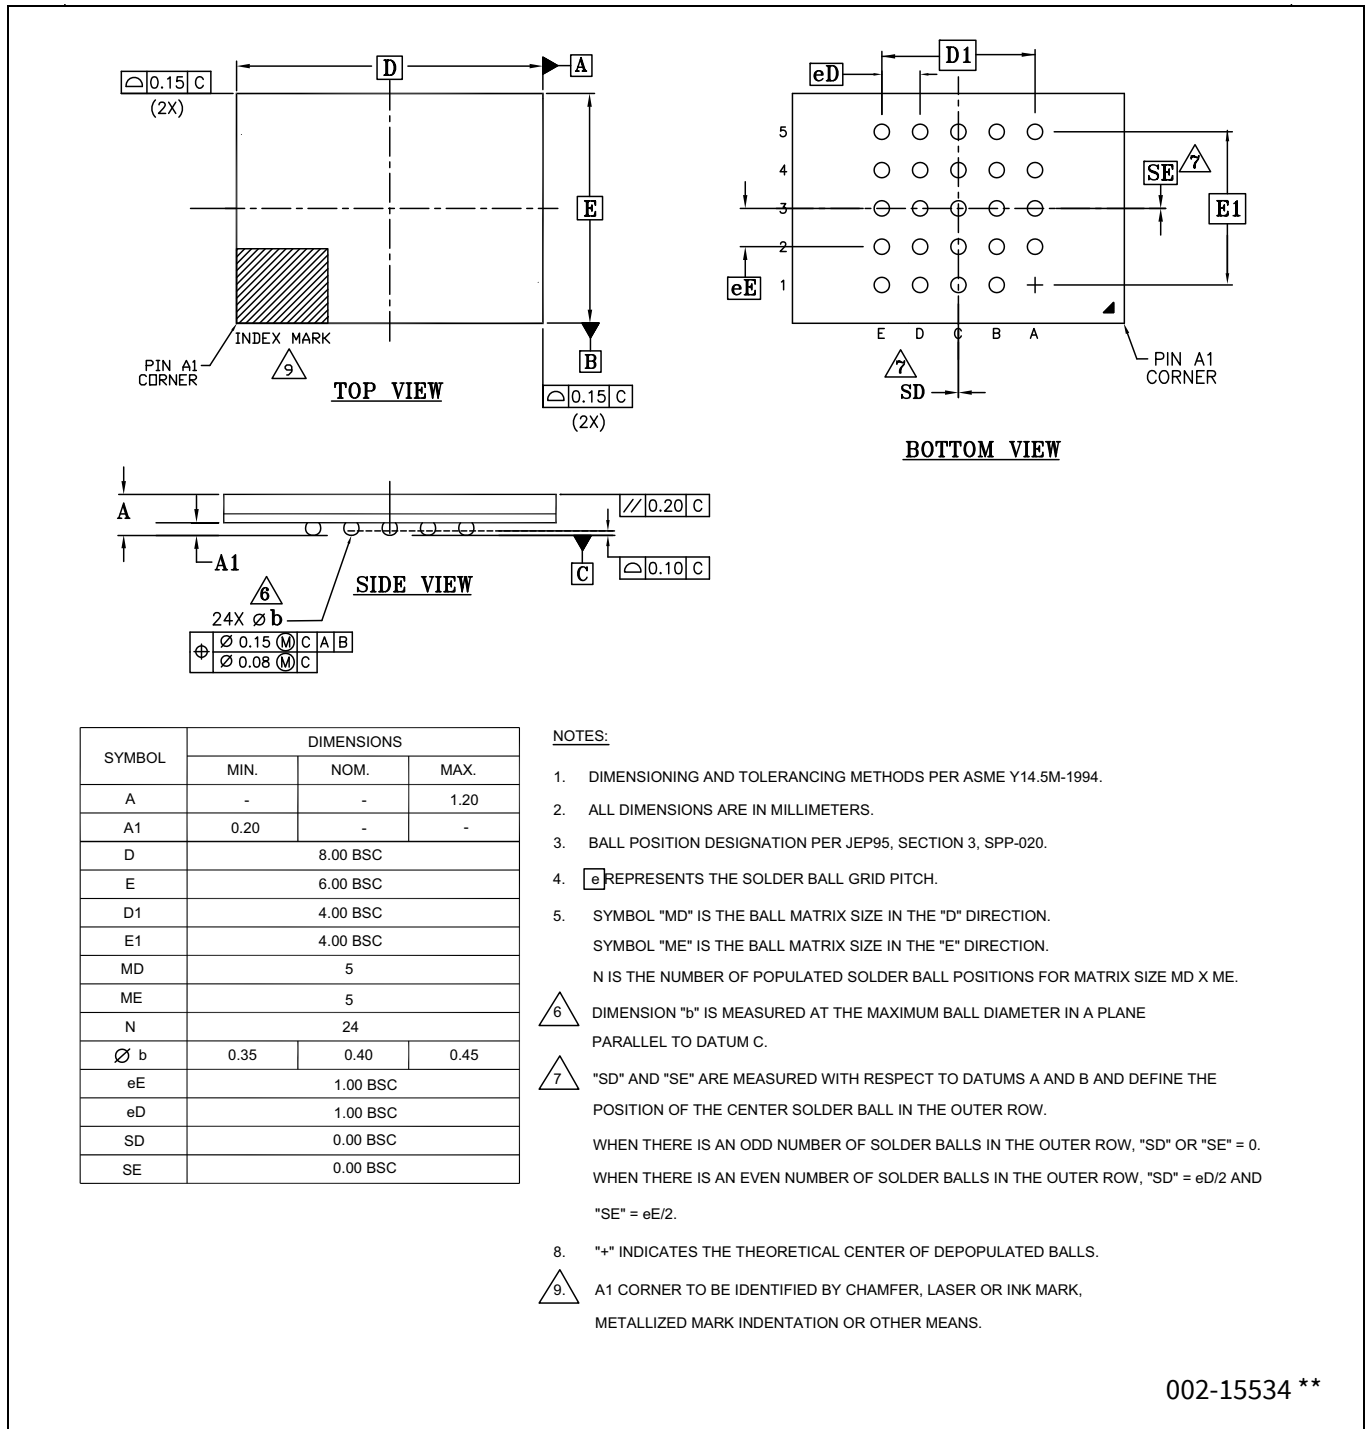 D
A
⌓ 0.15 C
(2X)
E
INDEX MARK
PIN A1
CORNER
9
B
TOP VIEW
⌓ 0.15 C
(2X)
D1
eD
5
4
3
2
1
SE
7
E1
eE
E D C B A
7
SD
PIN A1
CORNER
BOTTOM VIEW
A
A1
// 0.20 C
C
⌓ 0.10 C
SIDE VIEW
6
24X Ø b
⌖ Ø 0.15 Ⓜ C A B
Ø 0.08 Ⓜ C
SYMBOL DIMENSIONS
MIN. NOM. MAX.
A - - 1.20
A1 0.20 - -
D 8.00 BSC
E 6.00 BSC
D1 4.00 BSC
E1 4.00 BSC
MD 5
ME 5
N 24
Ø b 0.35 0.40 0.45
eE 1.00 BSC
eD 1.00 BSC
SD 0.00 BSC
SE 0.00 BSC
NOTES:
1. DIMENSIONING AND TOLERANCING METHODS PER ASME Y14.5M-1994.
2. ALL DIMENSIONS ARE IN MILLIMETERS.
3. BALL POSITION DESIGNATION PER JEP95, SECTION 3, SPP-020.
4. e REPRESENTS THE SOLDER BALL GRID PITCH.
5. SYMBOL "MD" IS THE BALL MATRIX SIZE IN THE "D" DIRECTION.
SYMBOL "ME" IS THE BALL MATRIX SIZE IN THE "E" DIRECTION.
N IS THE NUMBER OF POPULATED SOLDER BALL POSITIONS FOR MATRIX SIZE MD X ME.
6 DIMENSION "b" IS MEASURED AT THE MAXIMUM BALL DIAMETER IN A PLANE
PARALLEL TO DATUM C.
7 "SD" AND "SE" ARE MEASURED WITH RESPECT TO DATUMS A AND B AND DEFINE THE
POSITION OF THE CENTER SOLDER BALL IN THE OUTER ROW.
WHEN THERE IS AN ODD NUMBER OF SOLDER BALLS IN THE OUTER ROW, "SD" OR "SE" = 0.
WHEN THERE IS AN EVEN NUMBER OF SOLDER BALLS IN THE OUTER ROW, "SD" = eD/2 AND
"SE" = eE/2.
8. "+" INDICATES THE THEORETICAL CENTER OF DEPOPULATED BALLS.
9. A1 CORNER TO BE IDENTIFIED BY CHAMFER, LASER OR INK MARK,
METALLIZED MARK INDENTATION OR OTHER MEANS.
002-15534 **